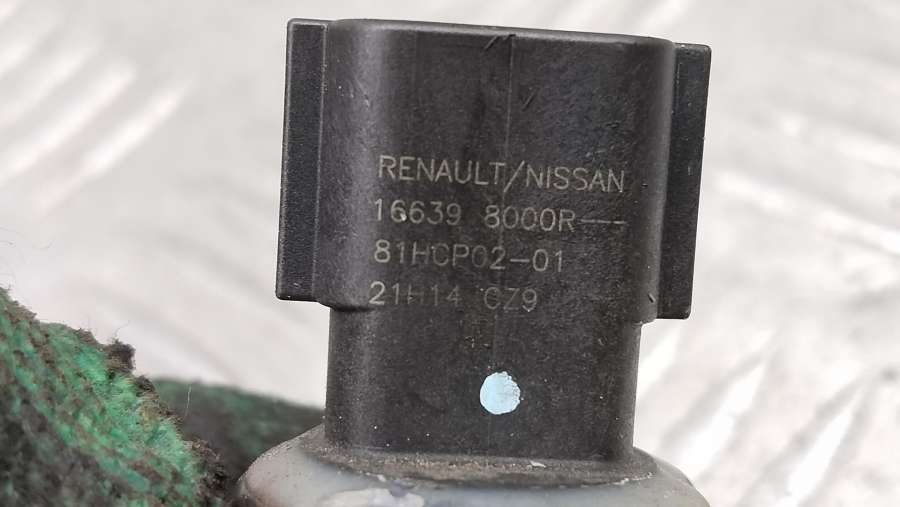 RENAULT/NISSAN
16639 8000R---
81HCP02-01
21H14 CZ9